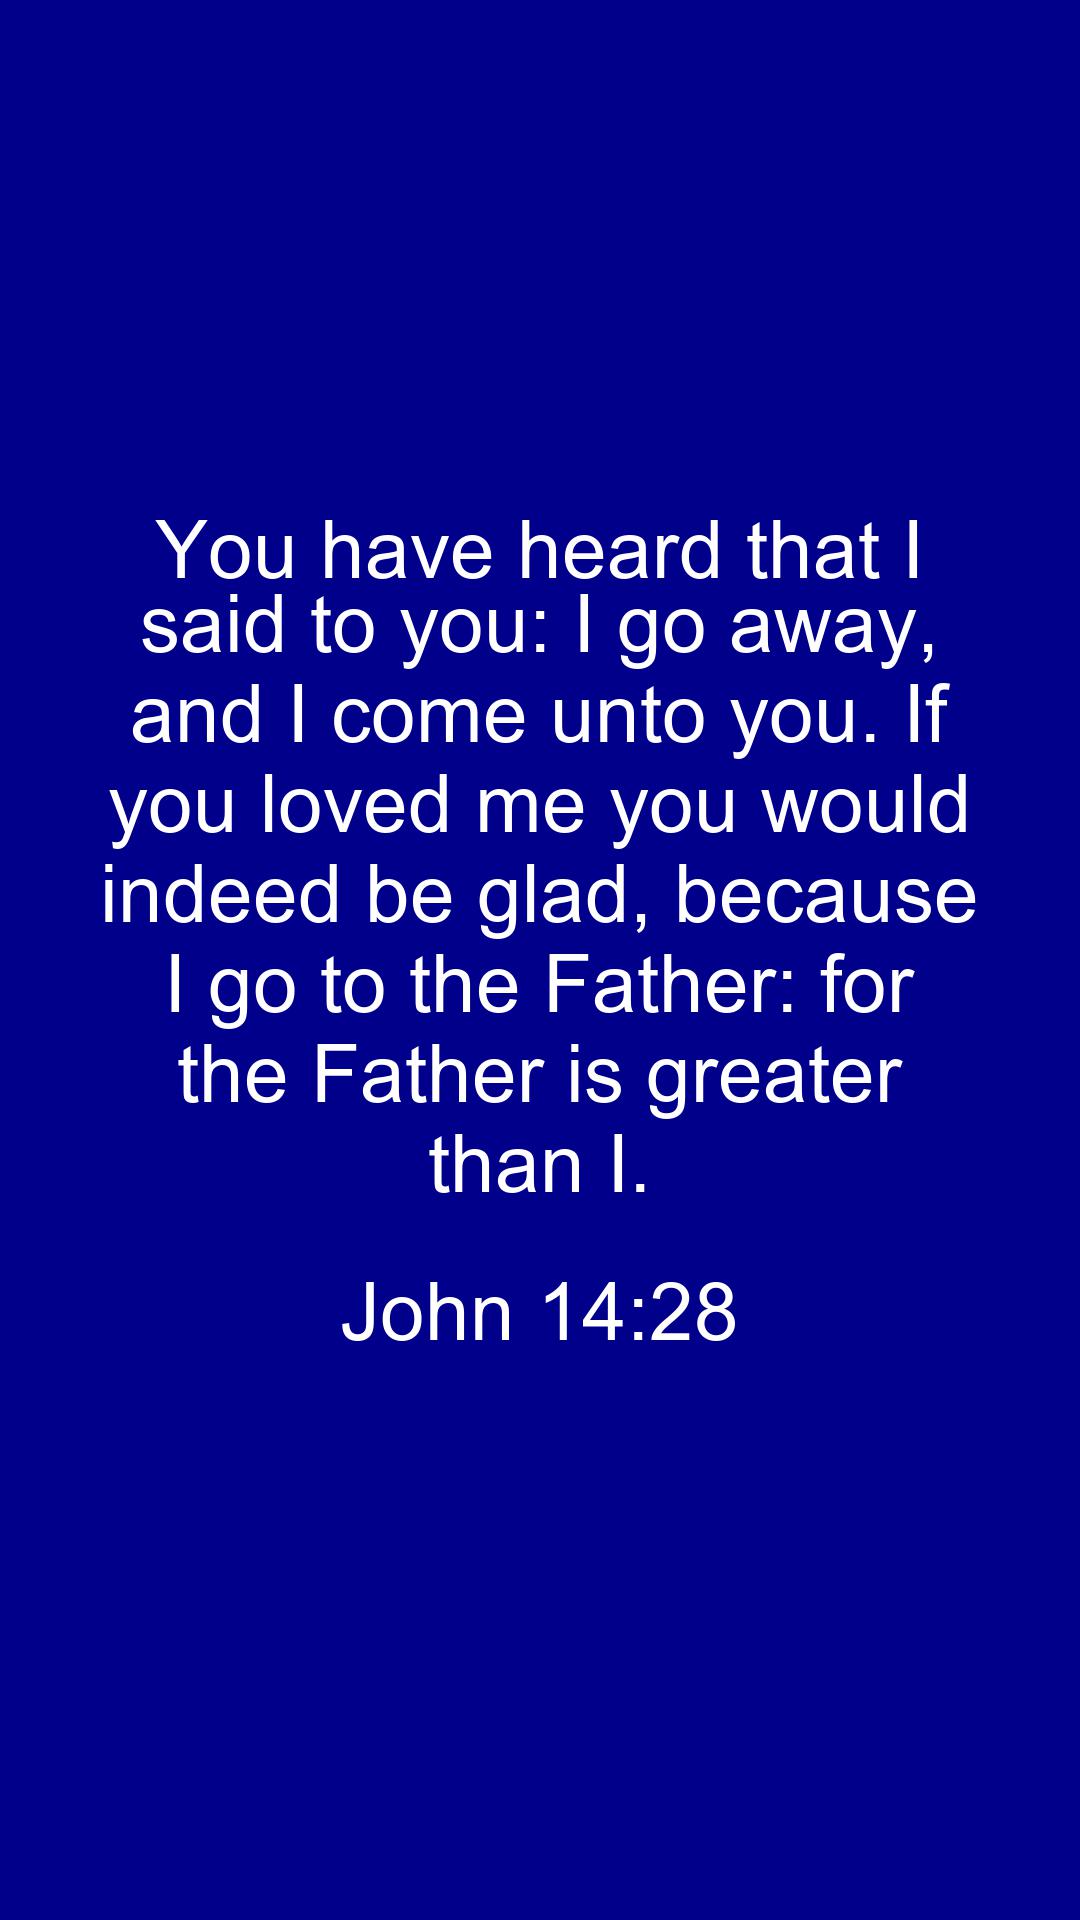 You have heard that I
said to you: I go away,
and I come unto you. If
you loved me you would
indeed be glad, because
I go to the Father: for
the Father is greater
than I.
John 14:28